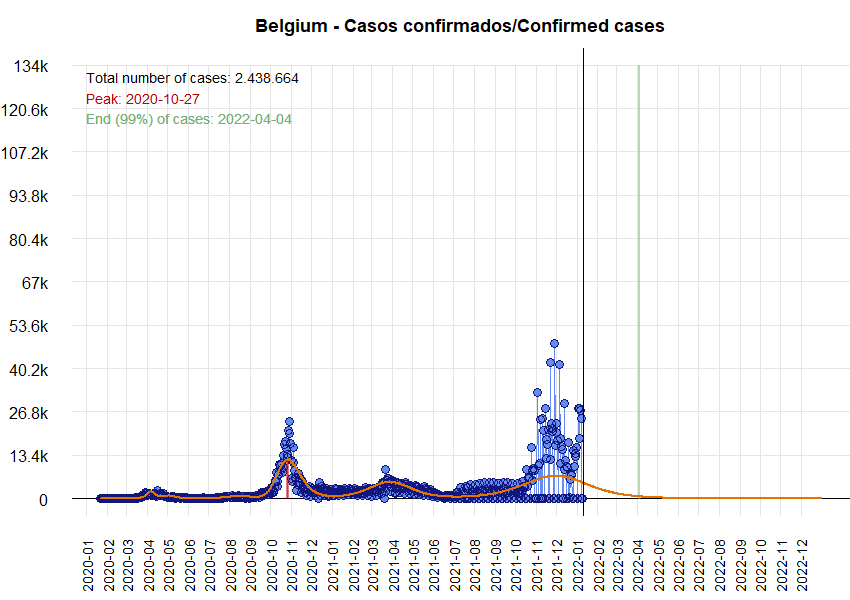 Belgium - Casos confirmados/Confirmed cases
134k
120.6k
107.2k
93.8k
80.4k
67k
53.6k
40.2k
26.8k
13.4k
0
Total number of cases: 2.438.664
Peak: 2020-10-27
End (99%) of cases: 2022-04-04
2020-01
2020-02
2020-03
2020-04
2020-05
2020-06
2020-07
2020-08
2020-09
2020-10
2020-11
2020-12
2021-01
2021-02
2021-03
2021-04
2021-05
2021-06
2021-07
2021-08
2021-09
2021-10
2021-11
2021-12
2022-01
2022-02
2022-03
2022-04
2022-05
2022-06
2022-07
2022-08
2022-09
2022-10
2022-11
2022-12